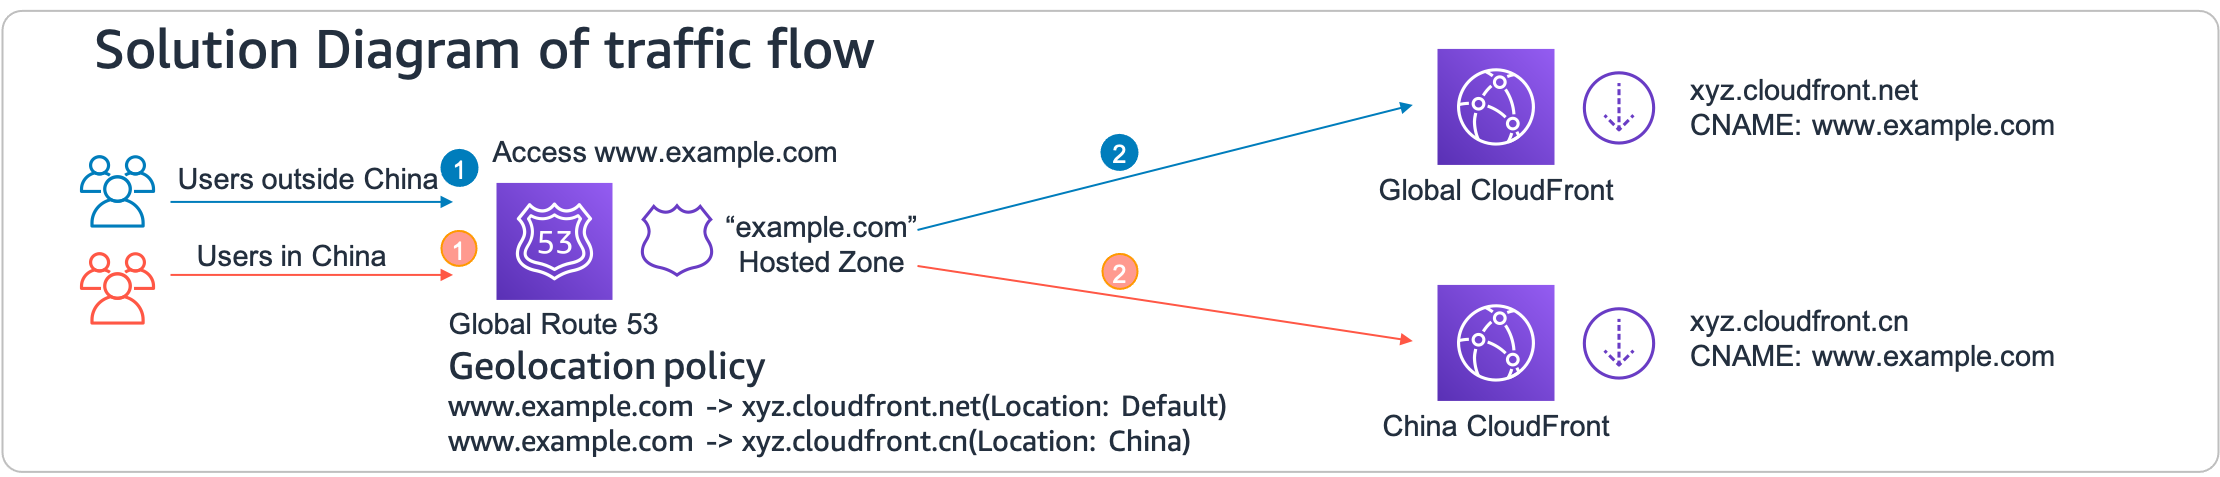 Solution Diagram of traffic flow
Users outside China
1
Access www.example.com
Users in China
1
53
"example.com"
Hosted Zone
Global Route 53
Geolocation policy
www.example.com -> xyz.cloudfront.net(Location: Default)
www.example.com -> xyz.cloudfront.cn(Location: China)
2
2
xyz.cloudfront.net
CNAME: www.example.com
Global CloudFront
xyz.cloudfront.cn
CNAME: www.example.com
China CloudFront